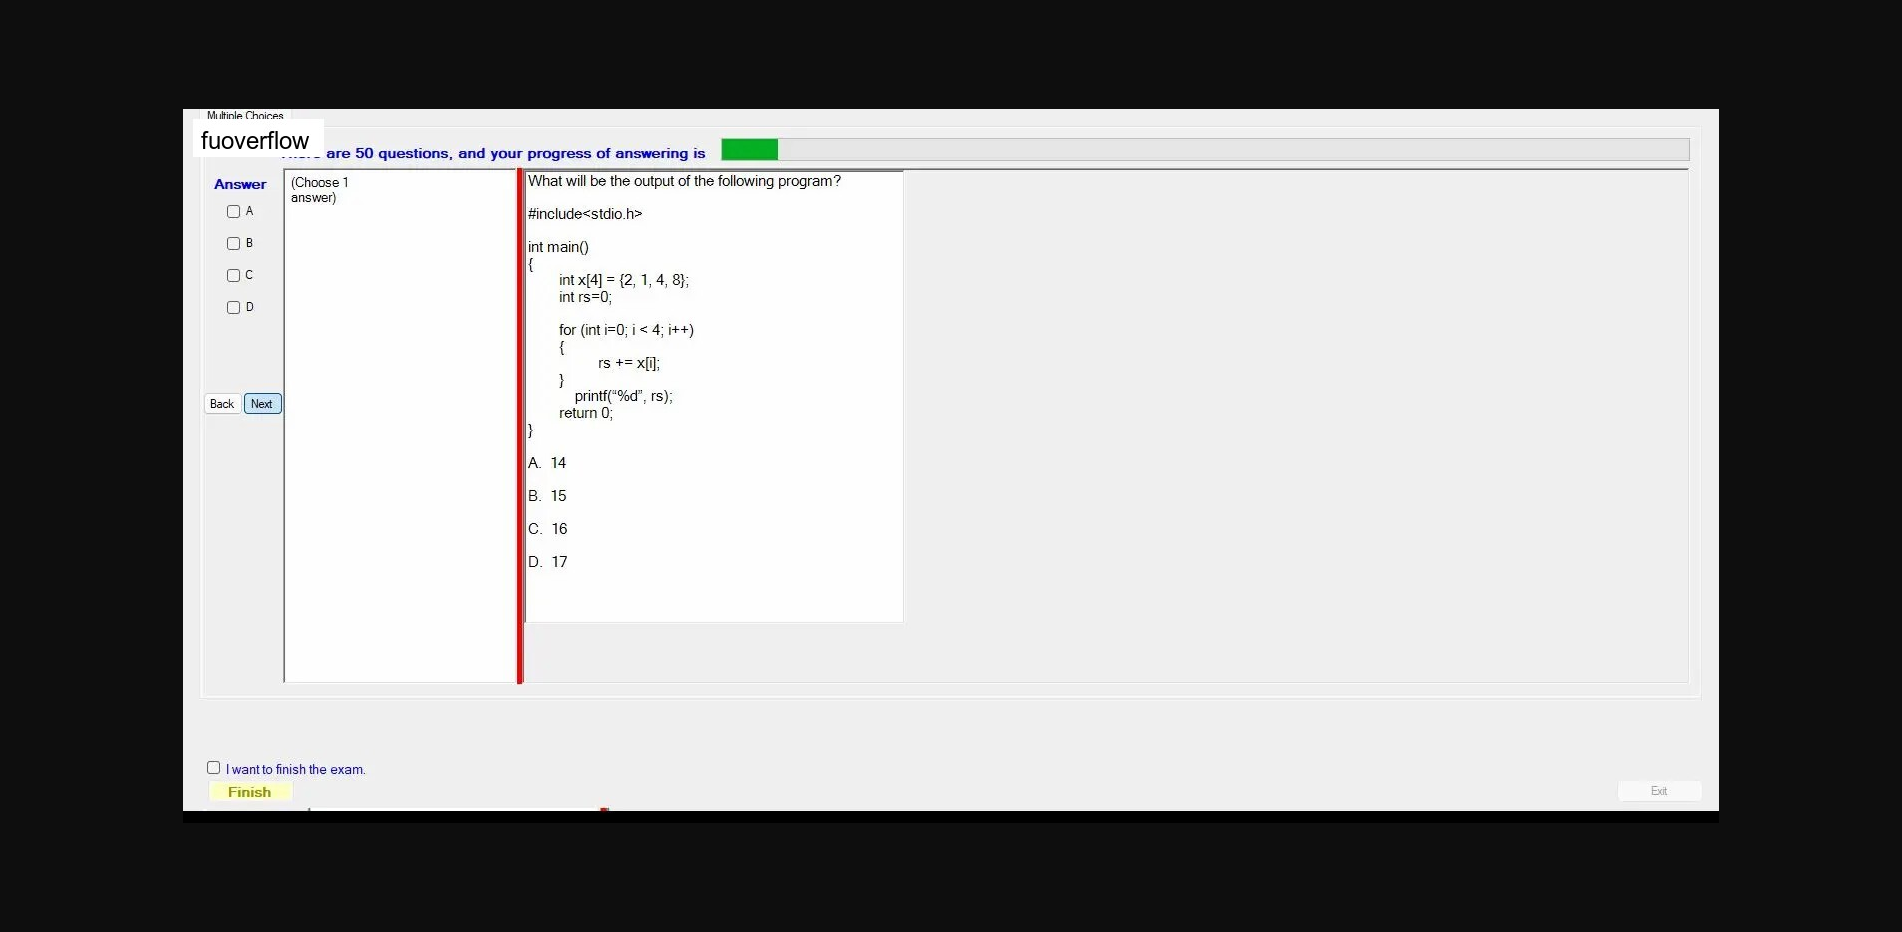 Multiple Choices
fuoverflow
are 50 questions, and your progress of answering is
Answer
A
B
C
D
Back Next
(Choose 1
answer)
What will be the output of the following program?
#include<stdio.h>
int main()
{
int x[4] = {2, 1, 4, 8};
int rs=0;
for (int i=0; i < 4; i++)
{
rs += x[i];
}
printf(“%d”, rs);
return 0;
}
A. 14
B. 15
C. 16
D. 17
I want to finish the exam.
Finish
Exit